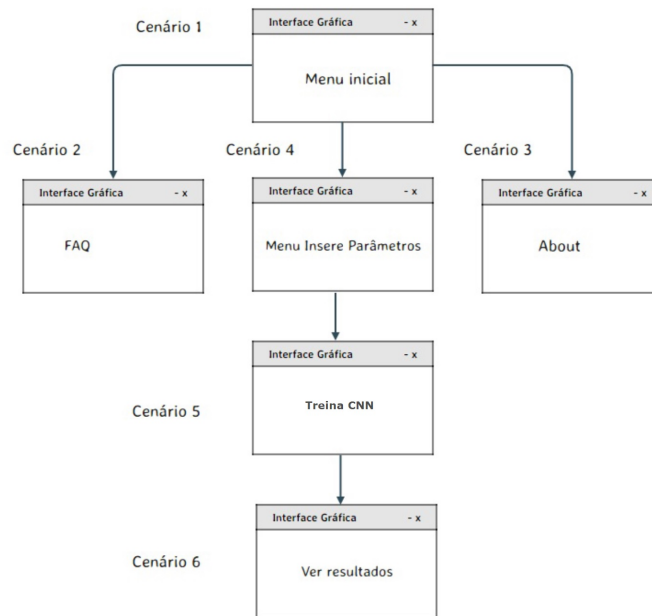 Cenário 1
Interface Gráfica - x
Menu inicial
Cenário 2
Cenário 4
Cenário 3
Interface Gráfica - x
FAQ
Interface Gráfica - x
Menu Insere Parâmetros
Interface Gráfica - x
About
Interface Gráfica - x
Treina CNN
Cenário 5
Interface Gráfica - x
Ver resultados
Cenário 6